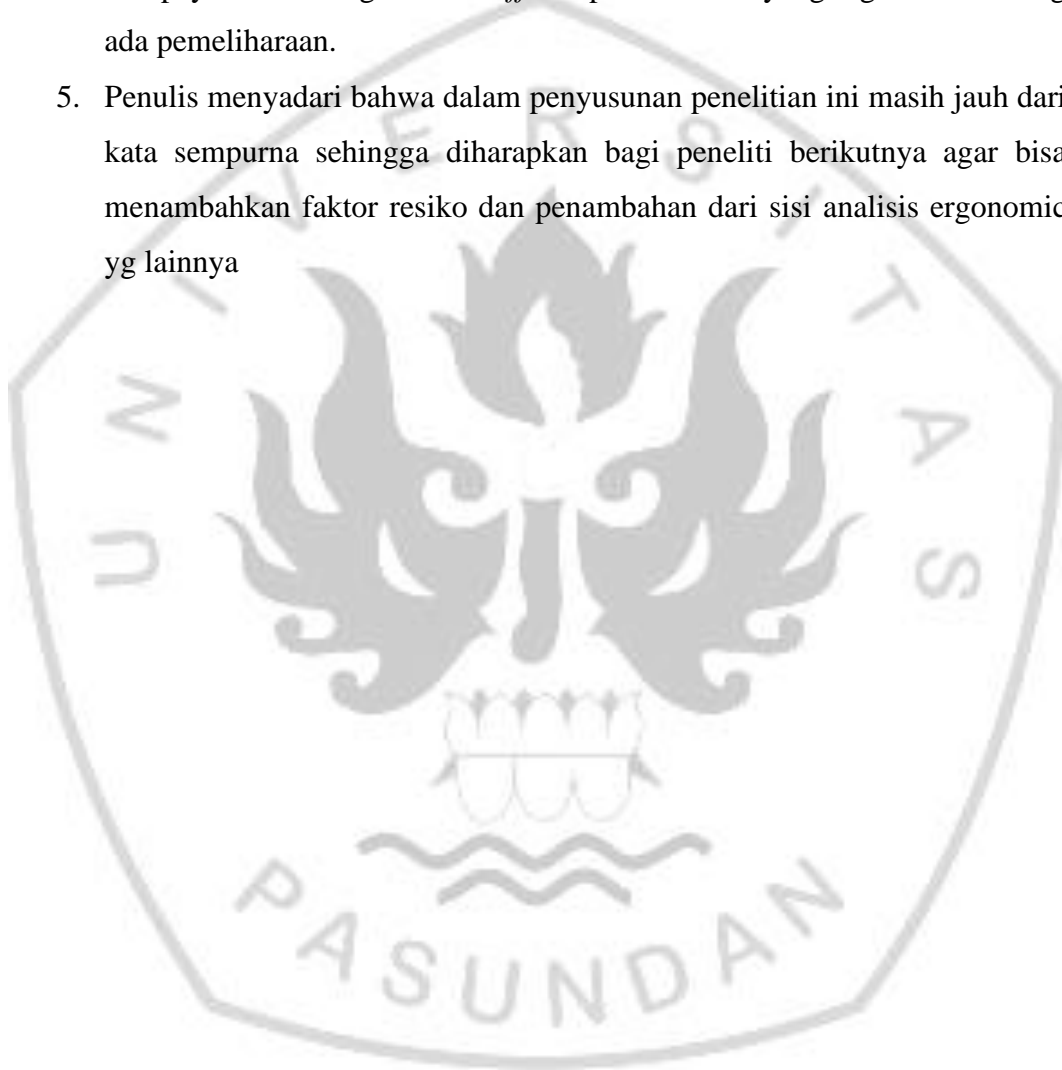 ada pemeliharaan.
5. Penulis menyadari bahwa dalam penyusunan penelitian ini masih jauh dari
kata sempurna sehingga diharapkan bagi peneliti berikutnya agar bisa
menambahkan faktor resiko dan penambahan dari sisi analisis ergonomic
yg lainnya
UNIVERSITAS
PASUNDAN